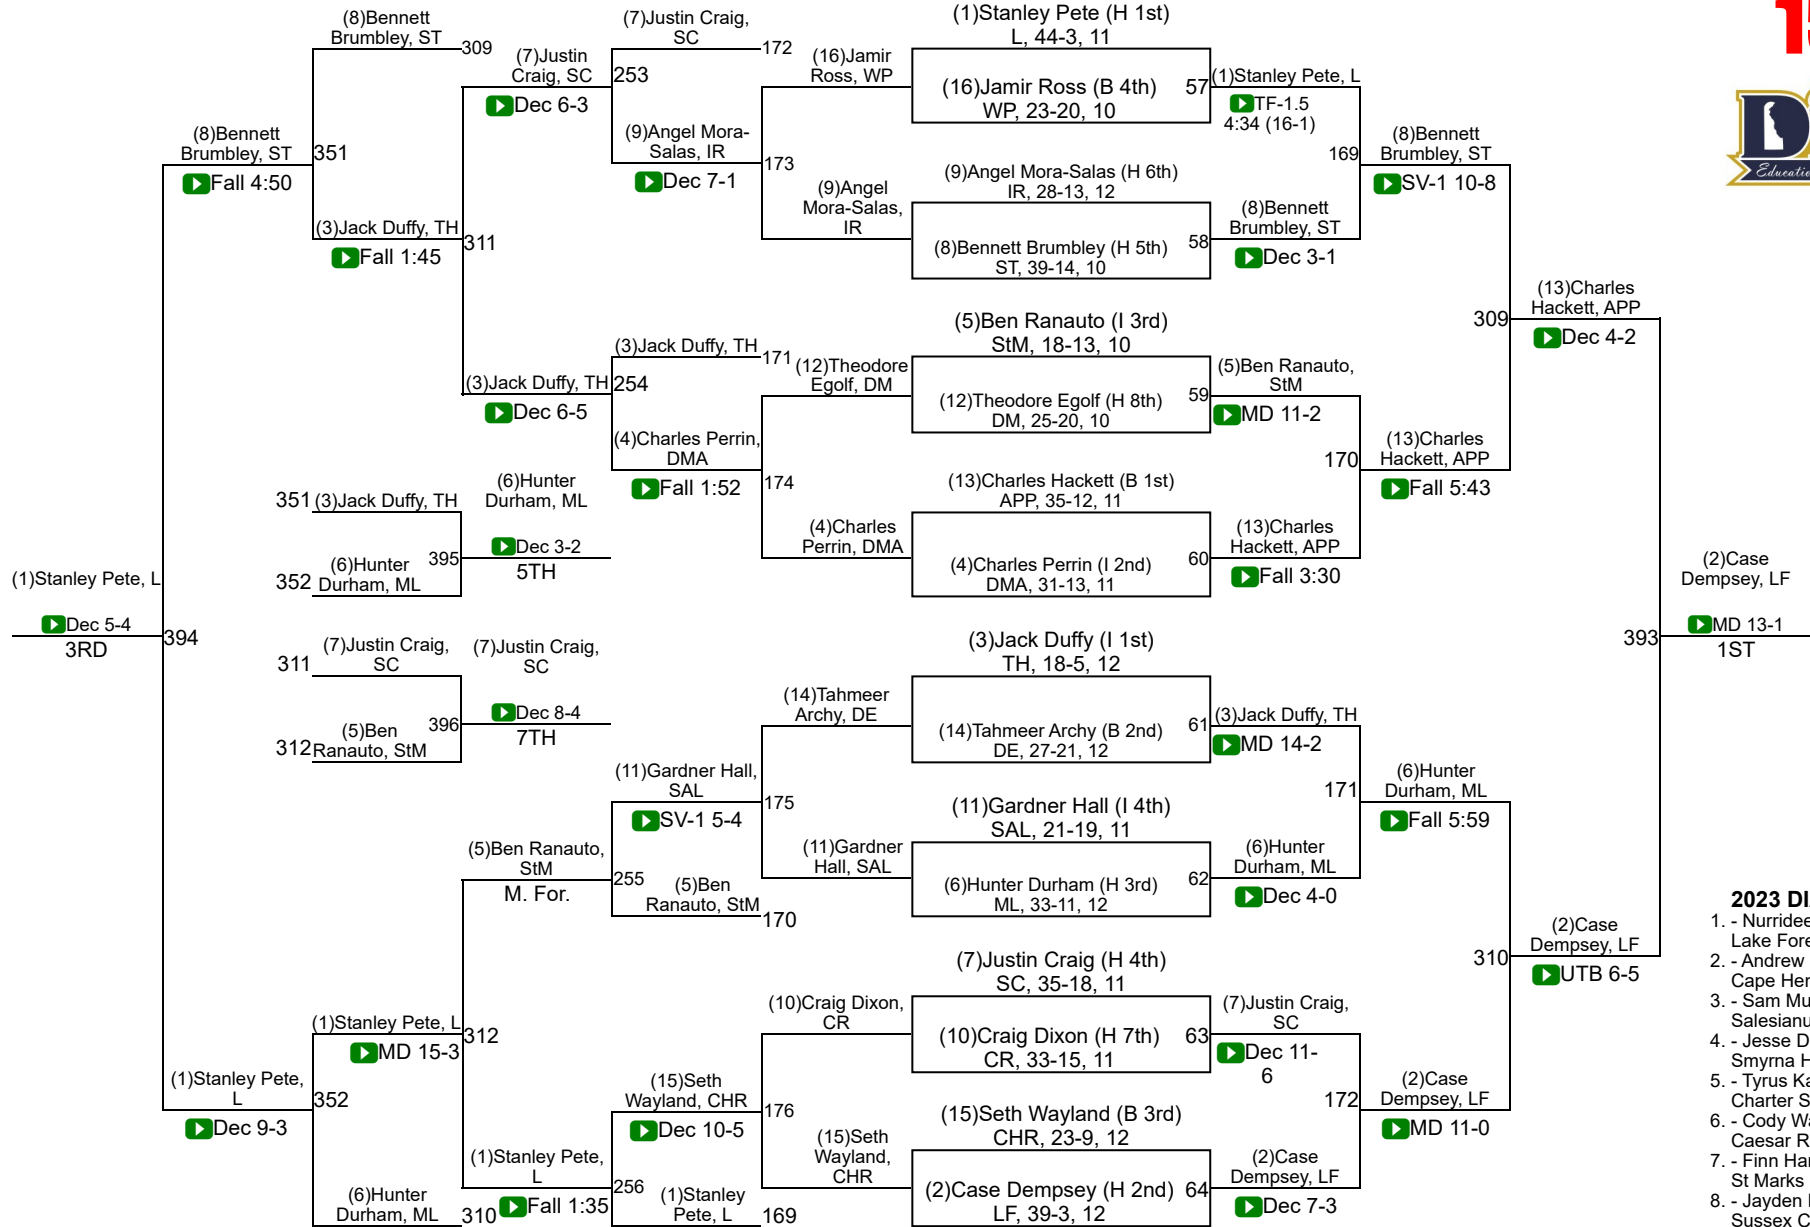 (8)Bennett
Brumbley, ST
309
(7)Justin Craig,
SC
172
(1)Stanley Pete (H 1st)
L, 44-3, 11
(7)Justin
Craig, SC
Dec 6-3
253
(16)Jamir
Ross, WP
(16)Jamir Ross (B 4th)
WP, 23-20, 10
57
(1)Stanley Pete, L
TF-1.5
4:34 (16-1)
(8)Bennett
Brumbley, ST
Fall 4:50
351
(9)Angel Mora-
Salas, IR
Dec 7-1
173
(9)Angel Mora-Salas (H 6th)
IR, 28-13, 12
169
(8)Bennett
Brumbley, ST
SV-1 10-8
Educatio
(3)Jack Duffy, TH
Fall 1:45
311
(9)Angel
Mora-Salas,
IR
(8)Bennett Brumbley (H 5th)
ST, 39-14, 10
58
(8)Bennett
Brumbley, ST
Dec 3-1
(5)Ben Ranauto (I 3rd)
StM, 18-13, 10
309
(13)Charles
Hackett, APP
Dec 4-2
(3)Jack Duffy, TH
171
(3)Jack Duffy, TH
Dec 6-5
254
(12)Theodore
Egolf, DM
(12)Theodore Egolf (H 8th)
DM, 25-20, 10
59
(5)Ben Ranauto,
StM
MD 11-2
(4)Charles Perrin,
DMA
Fall 1:52
174
(13)Charles Hackett (B 1st)
APP, 35-12, 11
170
(13)Charles
Hackett, APP
Fall 5:43
351
(3)Jack Duffy, TH
(6)Hunter
Durham, ML
Dec 3-2
5TH
395
352
(6)Hunter
Durham, ML
(4)Charles
Perrin, DMA
(4)Charles Perrin (I 2nd)
DMA, 31-13, 11
60
(13)Charles
Hackett, APP
Fall 3:30
(1)Stanley Pete, L
Dec 5-4
3RD
394
(3)Jack Duffy (I 1st)
TH, 18-5, 12
393
(2)Case
Dempsey, LF
MD 13-1
1ST
311
(7)Justin Craig,
SC
(7)Justin Craig,
SC
Dec 8-4
7TH
396
312
(5)Ben
Ranauto, StM
(14)Tahmeer
Archy, DE
(14)Tahmeer Archy (B 2nd)
DE, 27-21, 12
61
(3)Jack Duffy, TH
MD 14-2
(11)Gardner Hall,
SAL
SV-1 5-4
175
(11)Gardner Hall (I 4th)
SAL, 21-19, 11
171
(6)Hunter
Durham, ML
Fall 5:59
(5)Ben Ranauto,
StM
M. For.
255
(5)Ben
Ranauto, StM
170
(11)Gardner
Hall, SAL
(6)Hunter Durham (H 3rd)
ML, 33-11, 12
62
(6)Hunter
Durham, ML
Dec 4-0
(7)Justin Craig (H 4th)
SC, 35-18, 11
310
(2)Case
Dempsey, LF
UTB 6-5
(1)Stanley Pete, L
MD 15-3
312
(10)Craig Dixon,
CR
(10)Craig Dixon (H 7th)
CR, 33-15, 11
63
(7)Justin Craig,
SC
Dec 11-
6
(1)Stanley Pete,
L
Dec 9-3
352
(15)Seth
Wayland, CHR
Dec 10-5
176
(15)Seth Wayland (B 3rd)
CHR, 23-9, 12
172
(2)Case
Dempsey, LF
MD 11-0
(6)Hunter
Durham, ML
310
(1)Stanley Pete,
L
Fall 1:35
256
(1)Stanley
Pete, L
169
(15)Seth
Wayland,
CHR
(2)Case Dempsey (H 2nd)
LF, 39-3, 12
64
(2)Case
Dempsey, LF
Dec 7-3
2023 DI
1. - Nurride
Lake Fore
2. - Andrew
Cape Her
3. - Sam Mu
Salesianu
4. - Jesse D
Smyrna H
5. - Tyrus Ka
Charter S
6. - Cody Wa
Caesar R
7. - Finn Har
St Marks
8. - Jayden
Sussex C